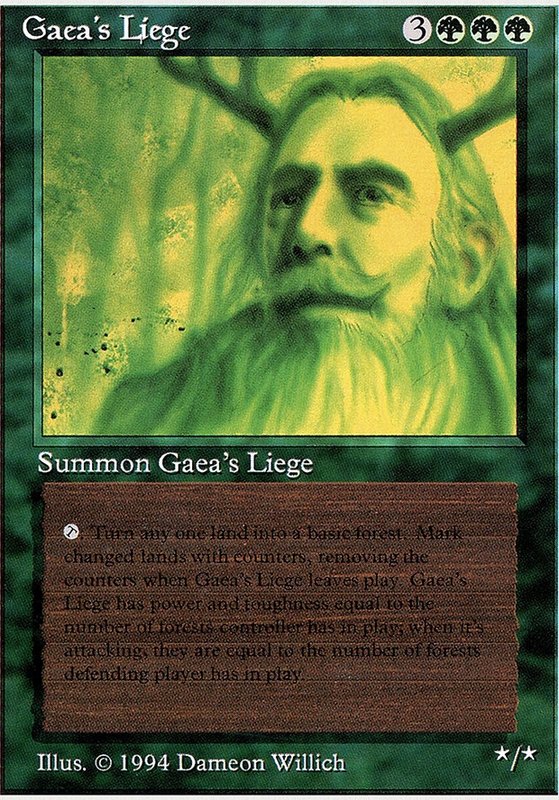 Gaea's Liege 3
Summon Gaea's Liege
Turn any one land into a basic forest. Mark
changed lands with counters, removing the
counters when Gaea's Liege leaves play. Gaea's
Liege has power and toughness equal to the
number of forests controller has in play; when it's
attacking, they are equal to the number of forests
defending player has in play.
Illus. © 1994 Dameon Willich
*/*